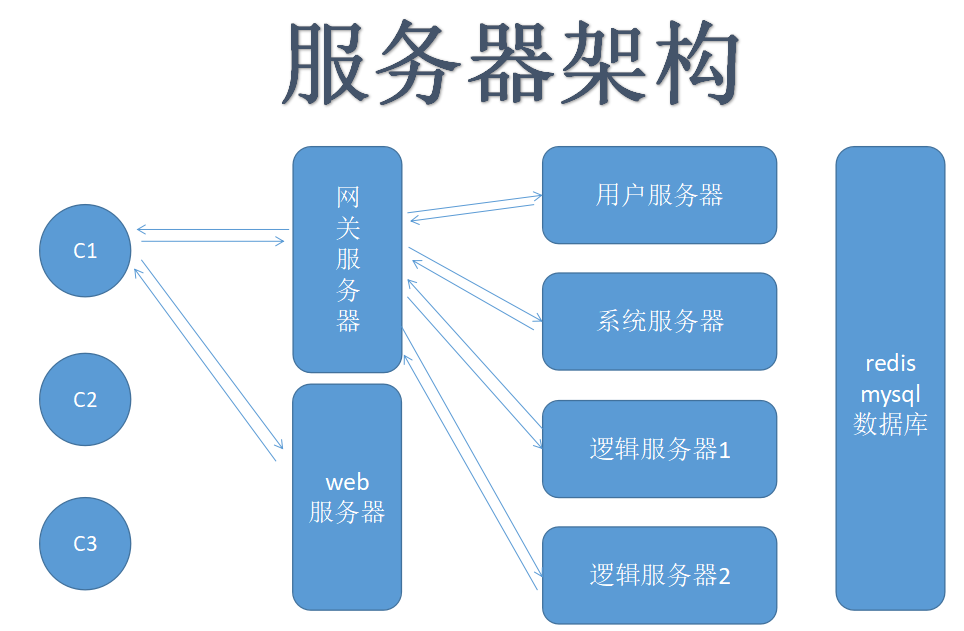 服务器架构
C1
C2
C3
网
关
服
务
器
web
服务器
用户服务器
系统服务器
逻辑服务器1
逻辑服务器2
redis
mysql
数据库